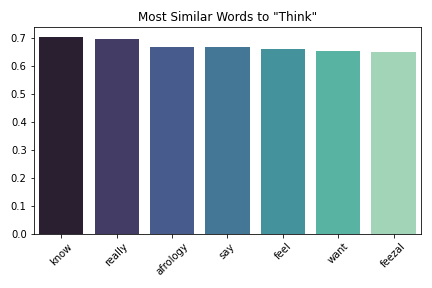 Most Similar Words to "Think"
0.7
0.6
0.5
0.4
0.3
0.2
0.1
0.0
know
really
afrology
say
feel
want
feezal